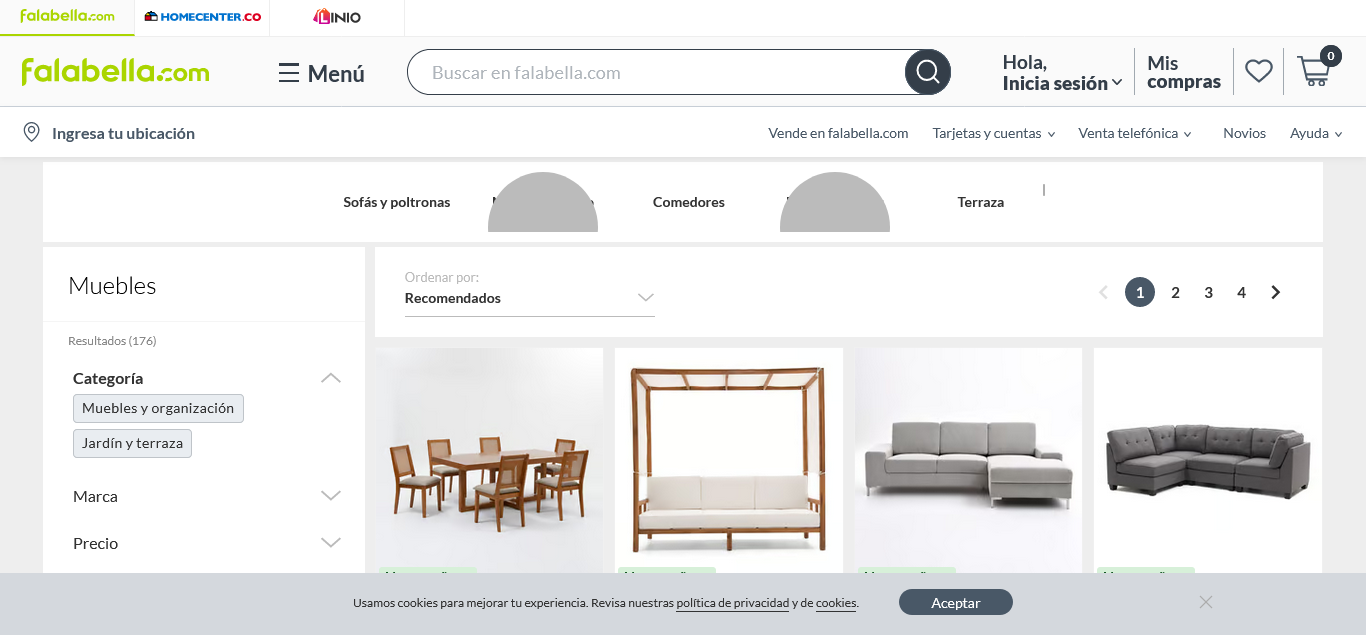 falabella.com HOMECENTER.CO LINIO
falabella.com
Menú
Buscar en falabella.com
Hola,
Inicia sesión
Mis
compras
0
Ingresa tu ubicación
Vende en falabella.com Tarjetas y cuentas Venta telefónica Novios Ayuda
Sofás y poltronas Comedores Terraza
Muebles
Resultados (176)
Categoría
Muebles y organización
Jardín y terraza
Marca
Precio
Ordenar por:
Recomendados
1 2 3 4
Usamos cookies para mejorar tu experiencia. Revisa nuestras política de privacidad y de cookies.
Aceptar